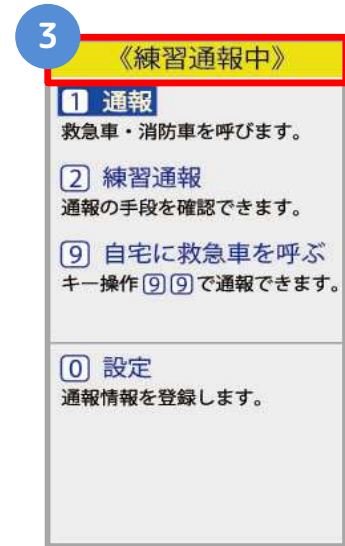 3
《練習通報中》
1 通報
救急車・消防車を呼びます。
2 練習通報
通報の手段を確認できます。
9 自宅に救急車を呼ぶ
キー操作99で通報できます。
0 設定
通報情報を登録します。